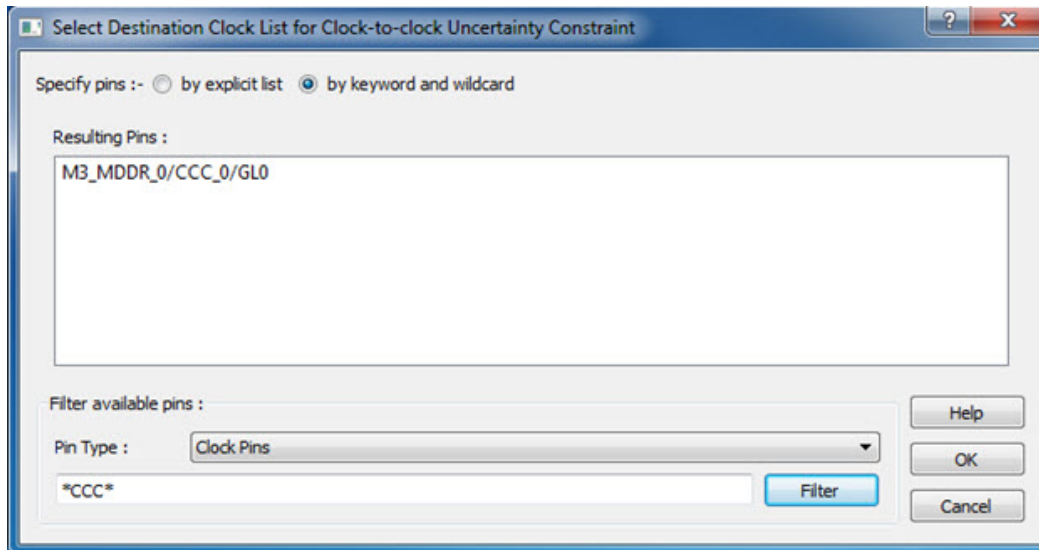 Select Destination Clock List for Clock-to-clock Uncertainty Constraint
Specify pins :- by explicit list by keyword and wildcard
Resulting Pins :
M3_MDDR_0/CCC_0/GL0
Filter available pins :
Help
Pin Type : Clock Pins
OK
*CCC* Filter
Cancel